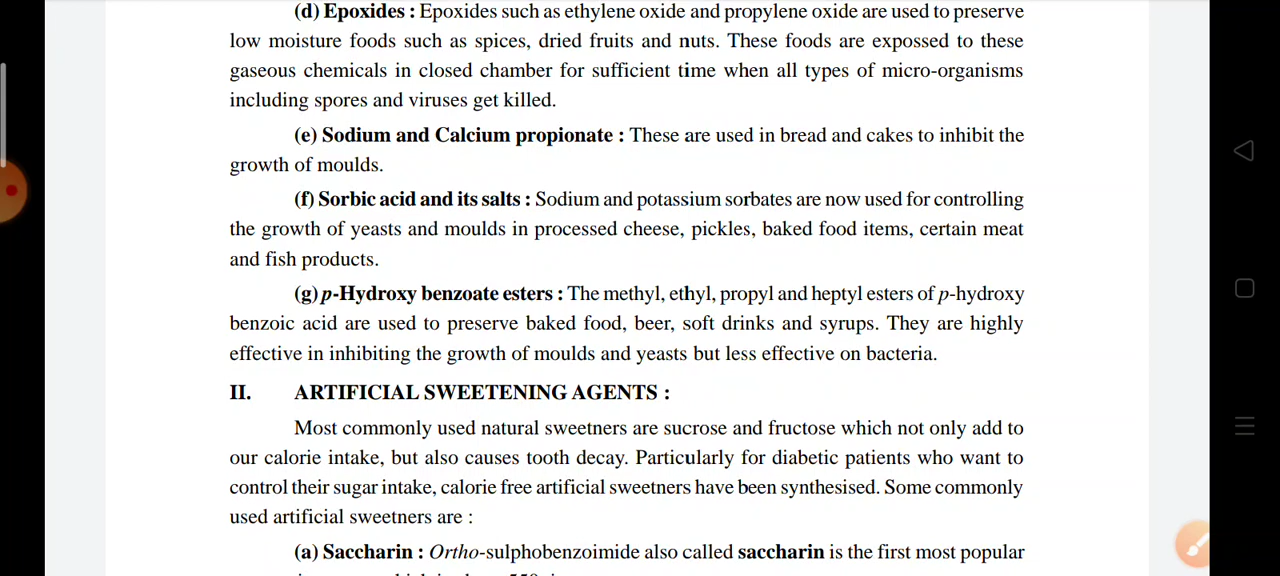 (d) Epoxides : Epoxides such as ethylene oxide and propylene oxide are used to preserve
low moisture foods such as spices, dried fruits and nuts. These foods are expossed to these
gaseous chemicals in closed chamber for sufficient time when all types of micro-organisms
including spores and viruses get killed.
(e) Sodium and Calcium propionate : These are used in bread and cakes to inhibit the
growth of moulds.
(f) Sorbic acid and its salts : Sodium and potassium sorbates are now used for controlling
the growth of yeasts and moulds in processed cheese, pickles, baked food items, certain meat
and fish products.
(g) p-Hydroxy benzoate esters : The methyl, ethyl, propyl and heptyl esters of p-hydroxy
benzoic acid are used to preserve baked food, beer, soft drinks and syrups. They are highly
effective in inhibiting the growth of moulds and yeasts but less effective on bacteria.
II. ARTIFICIAL SWEETENING AGENTS :
Most commonly used natural sweetners are sucrose and fructose which not only add to
our calorie intake, but also causes tooth decay. Particularly for diabetic patients who want to
control their sugar intake, calorie free artificial sweetners have been synthesised. Some commonly
used artificial sweetners are :
(a) Saccharin : Ortho-sulphobenzoimide also called saccharin is the first most popular